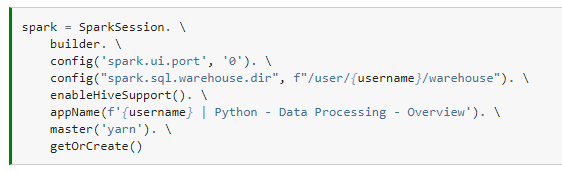 spark = SparkSession. \
    builder. \
    config('spark.ui.port', '0'). \
    config("spark.sql.warehouse.dir", f"/user/{username}/warehouse"). \
    enableHiveSupport(). \
    appName(f'{username} | Python - Data Processing - Overview'). \
    master('yarn'). \
    getOrCreate()